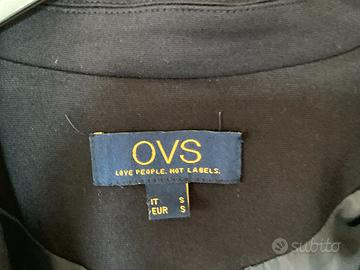 OVS
LOVE PEOPLE. NOT LABELS.
IT S
EUR S
subito